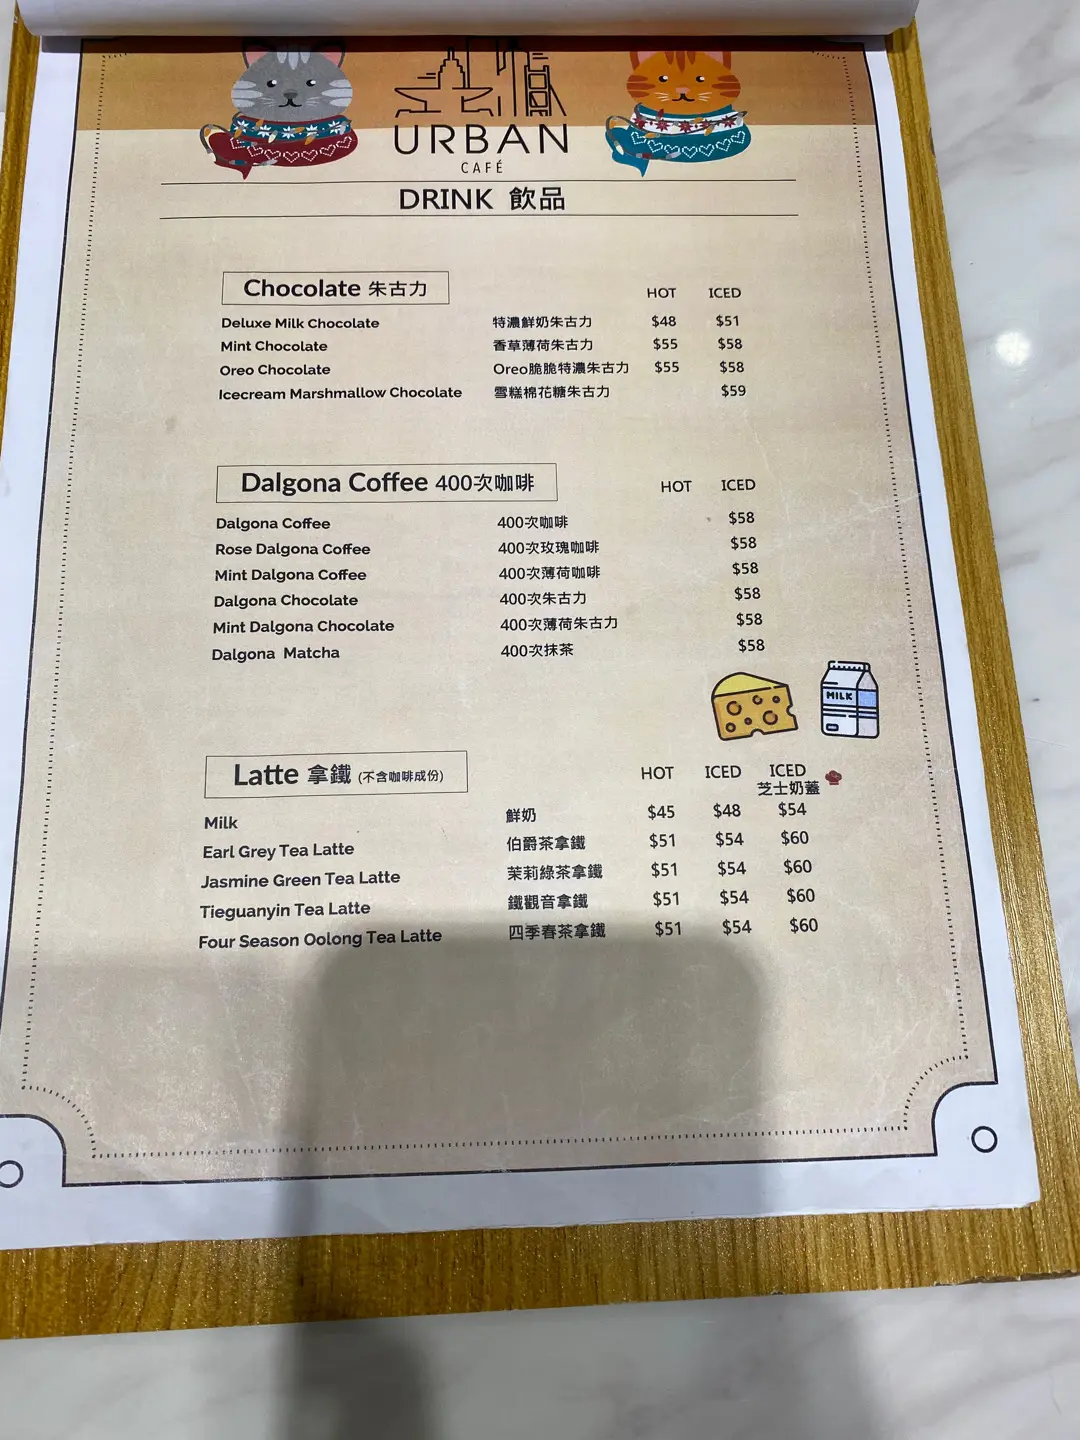 URBAN
CAFÉ
DRINK 飲品
Chocolate 朱古力 HOT ICED
Deluxe Milk Chocolate 特濃鮮奶朱古力 $48 $51
Mint Chocolate 香草薄荷朱古力 $55 $58
Oreo Chocolate Oreo脆脆特濃朱古力 $55 $58
Icecream Marshmallow Chocolate 雪糕棉花糖朱古力 $59
Dalgona Coffee 400次咖啡 HOT ICED
Dalgona Coffee 400次咖啡 $58
Rose Dalgona Coffee 400次玫瑰咖啡 $58
Mint Dalgona Coffee 400次薄荷咖啡 $58
Dalgona Chocolate 400次朱古力 $58
Mint Dalgona Chocolate 400次薄荷朱古力 $58
Dalgona Matcha 400次抹茶 $58
MILK
Latte 拿鐵 (不含咖啡成份) HOT ICED ICED
芝士奶蓋
Milk 鮮奶 $45 $48 $54
Earl Grey Tea Latte 伯爵茶拿鐵 $51 $54 $60
Jasmine Green Tea Latte 茉莉綠茶拿鐵 $51 $54 $60
Tieguanyin Tea Latte 鐵觀音拿鐵 $51 $54 $60
Four Season Oolong Tea Latte 四季春茶拿鐵 $51 $54 $60